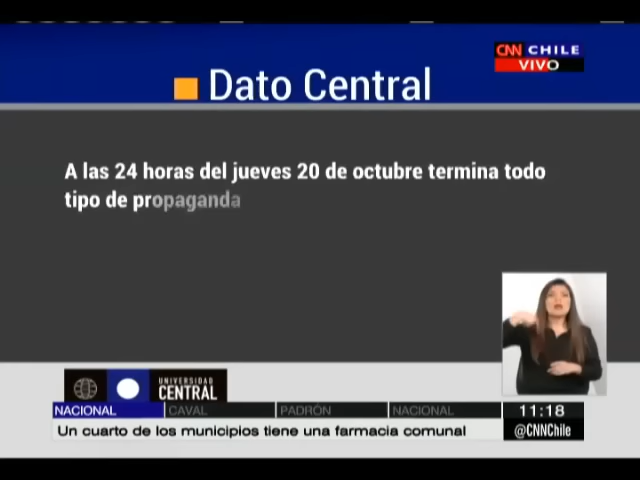 CNN CHILE
VIVO
Dato Central
A las 24 horas del jueves 20 de octubre termina todo
tipo de propaganda
UNIVERSIDAD
CENTRAL
NACIONAL CAVAL PADRÓN NACIONAL 11:18
Un cuarto de los municipios tiene una farmacia comunal @CNNChile